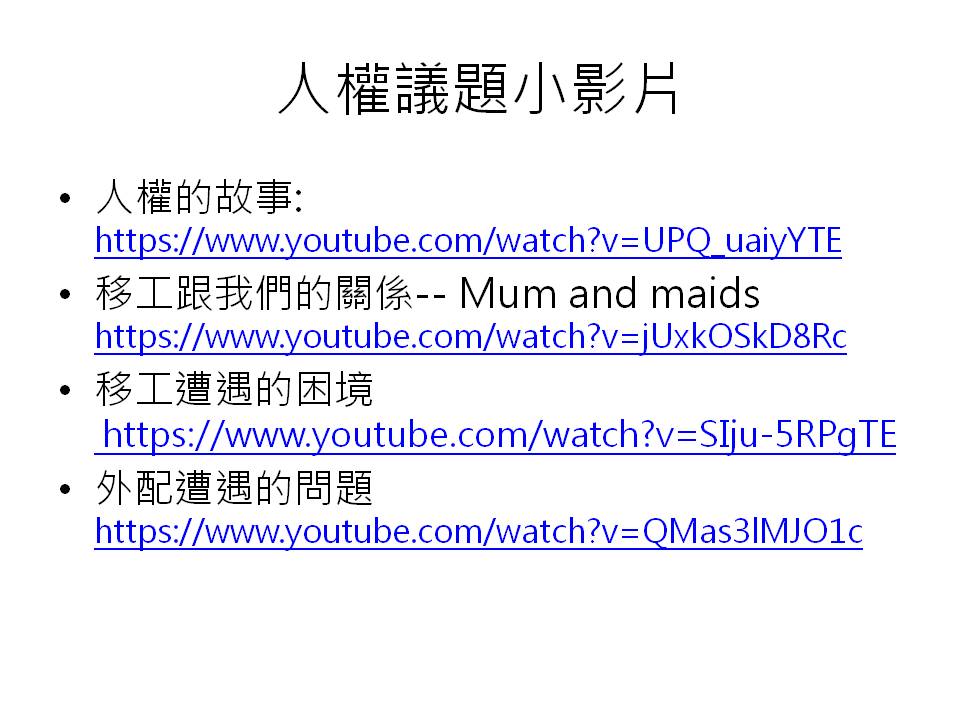 人權議題小影片
• 人權的故事:
https://www.youtube.com/watch?v=UPQ_uaiyYTE
• 移工跟我們的關係-- Mum and maids
https://www.youtube.com/watch?v=jUxkOSkD8Rc
• 移工遭遇的困境
https://www.youtube.com/watch?v=SIju-5RPgTE
• 外配遭遇的問題
https://www.youtube.com/watch?v=QMas3lMJO1c